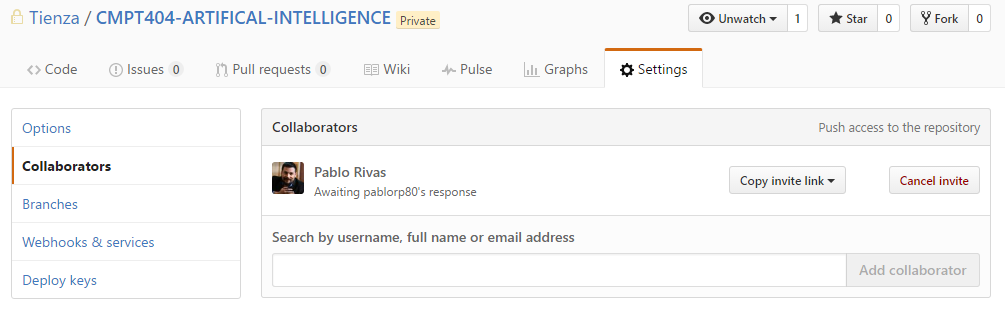 Tienza / CMPT404-ARTIFICAL-INTELLIGENCE Private Unwatch 1 Star 0 Fork 0
Code Issues 0 Pull requests 0 Wiki Pulse Graphs Settings
Options
Collaborators
Branches
Webhooks & services
Deploy keys
Collaborators Push access to the repository
Pablo Rivas
Awaiting pablorp80's response
Copy invite link Cancel invite
Search by username, full name or email address
Add collaborator